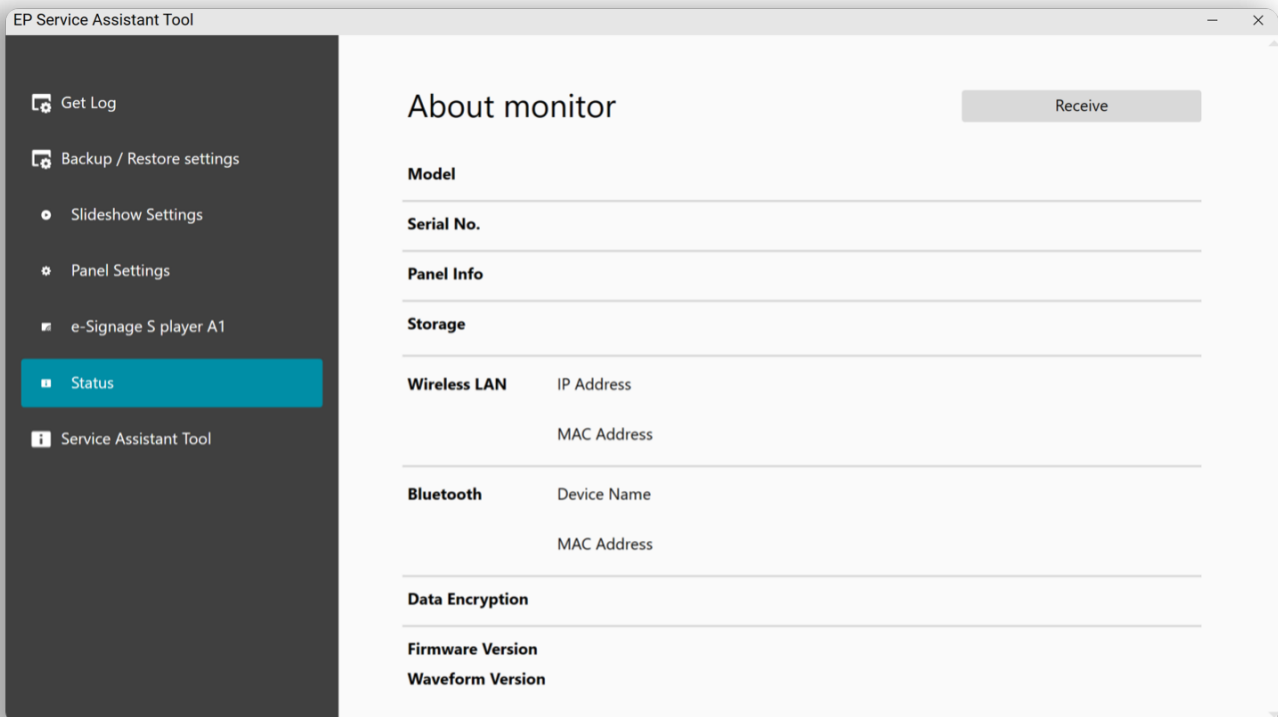 EP Service Assistant Tool
Get Log
Backup / Restore settings
Slideshow Settings
Panel Settings
e-Signage S player A1
Status
Service Assistant Tool
About monitor
Receive
Model
Serial No.
Panel Info
Storage
Wireless LAN IP Address
MAC Address
Bluetooth Device Name
MAC Address
Data Encryption
Firmware Version
Waveform Version